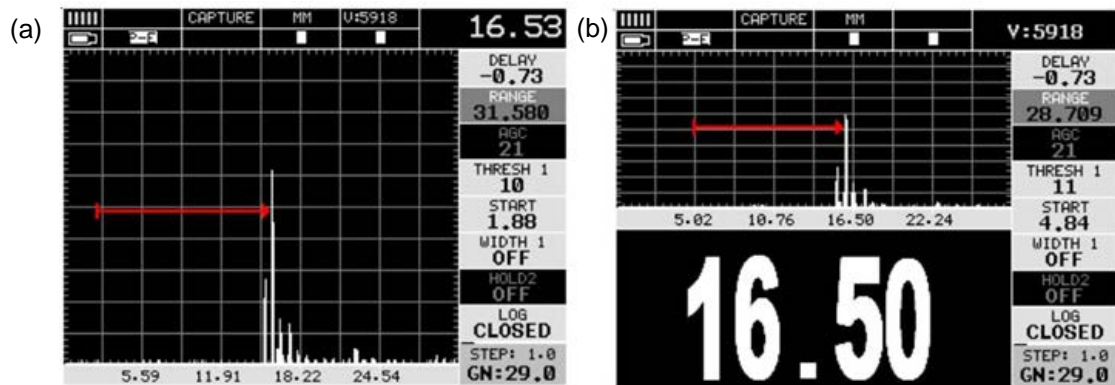 (a)
CAPTURE MM V:5918 16.53
P-E
DELAY
-0.73
RANGE
31.580
AGC
21
THRESH 1
10
START
1.88
WIDTH 1
OFF
HOLD2
OFF
LOG
CLOSED
STEP: 1.0
GN:29.0
5.59 11.91 18.22 24.54
(b)
CAPTURE MM V:5918
P-E
DELAY
-0.73
RANGE
28.709
AGC
21
THRESH 1
11
START
4.84
WIDTH 1
OFF
HOLD2
OFF
LOG
CLOSED
STEP: 1.0
GN:29.0
5.02 10.76 16.50 22.24
16.50